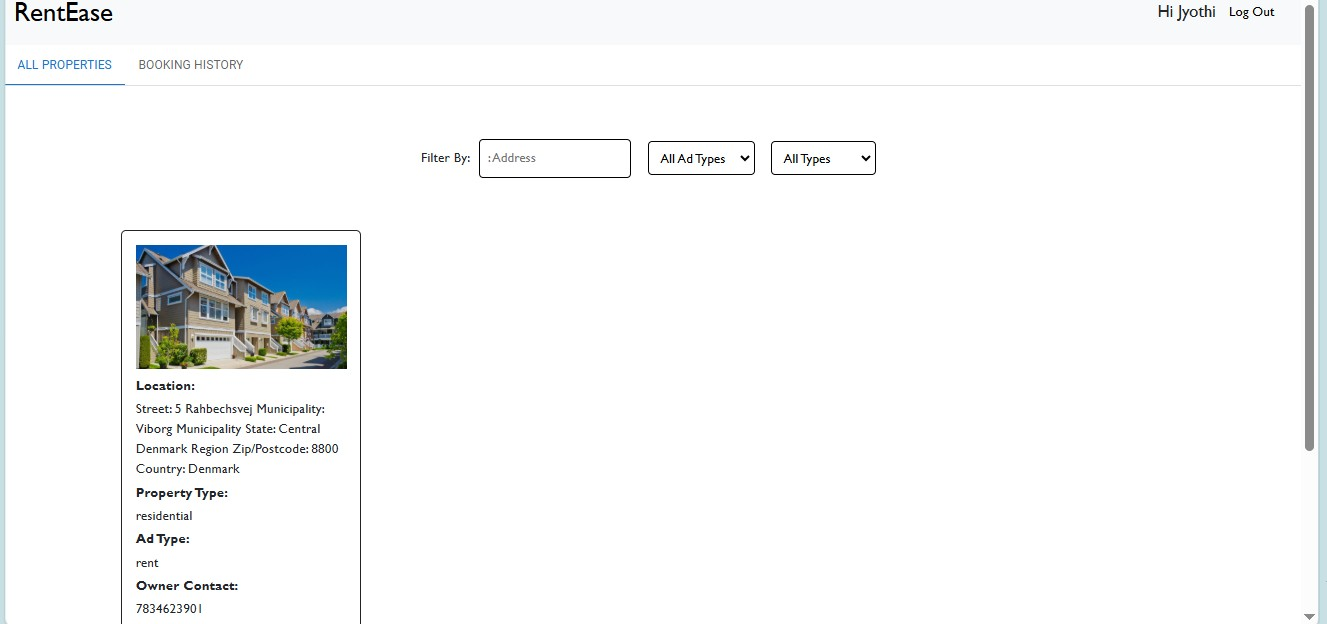 RentEase
Hi Jyothi Log Out
ALL PROPERTIES BOOKING HISTORY
Filter By: :Address All Ad Types All Types
Location:
Street: 5 Rahbechsvej Municipality:
Viborg Municipality State: Central
Denmark Region Zip/Postcode: 8800
Country: Denmark
Property Type:
residential
Ad Type:
rent
Owner Contact:
7834623901